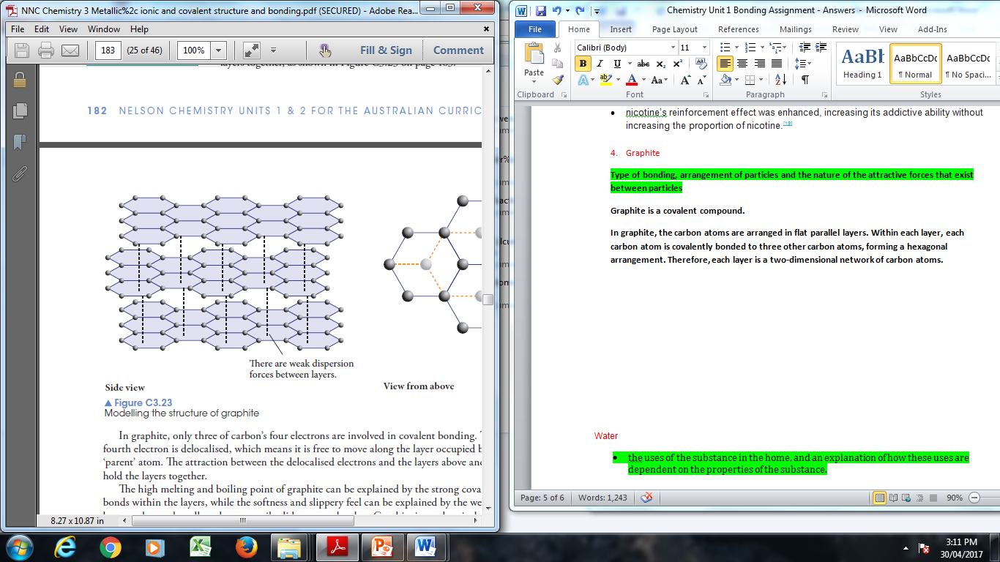 NNC Chemistry 3 Metallic%2c ionic and covalent structure and bonding.pdf (SECURED) - Adobe Rea...
File Edit View Window Help
183 (25 of 46) 100% Fill & Sign Comment
layers together, as shown in Figure C3.23 on page 183.
182 NELSON CHEMISTRY UNITS 1 & 2 FOR THE AUSTRALIAN CURRIC
There are weak dispersion
forces between layers.
Side view
View from above
▲ Figure C3.23
Modelling the structure of graphite
In graphite, only three of carbon's four electrons are involved in covalent bonding.
fourth electron is delocalised, which means it is free to move along the layer occupied
'parent' atom. The attraction between the delocalised electrons and the layers above
hold the layers together.
The high melting and boiling point of graphite can be explained by the strong
bonds within the layers, while the softness and slippery feel can be explained by the
8.27 x 10.87 in
Chemistry Unit 1 Bonding Assignment - Answers - Microsoft Word
File Home Insert Page Layout References Mailings Review View Add-Ins
Calibri (Body) 11
Paste
B I U abc x₂ x²
Aa
AaBb AaBbCcDc AaBbCcDc
Heading 1 ¶ Normal ¶ No Spaci...
Clipboard Font Paragraph Styles
• nicotine's reinforcement effect was enhanced, increasing its addictive ability without
increasing the proportion of nicotine.[19]
4. Graphite
Type of bonding, arrangement of particles and the nature of the attractive forces that exist
between particles
Graphite is a covalent compound.
In graphite, the carbon atoms are arranged in flat parallel layers. Within each layer, each
carbon atom is covalently bonded to three other carbon atoms, forming a hexagonal
arrangement. Therefore, each layer is a two-dimensional network of carbon atoms.
Water
• the uses of the substance in the home, and an explanation of how these uses are
dependent on the properties of the substance.
Page: 5 of 6 Words: 1,243 90%
3:11 PM
30/04/2017